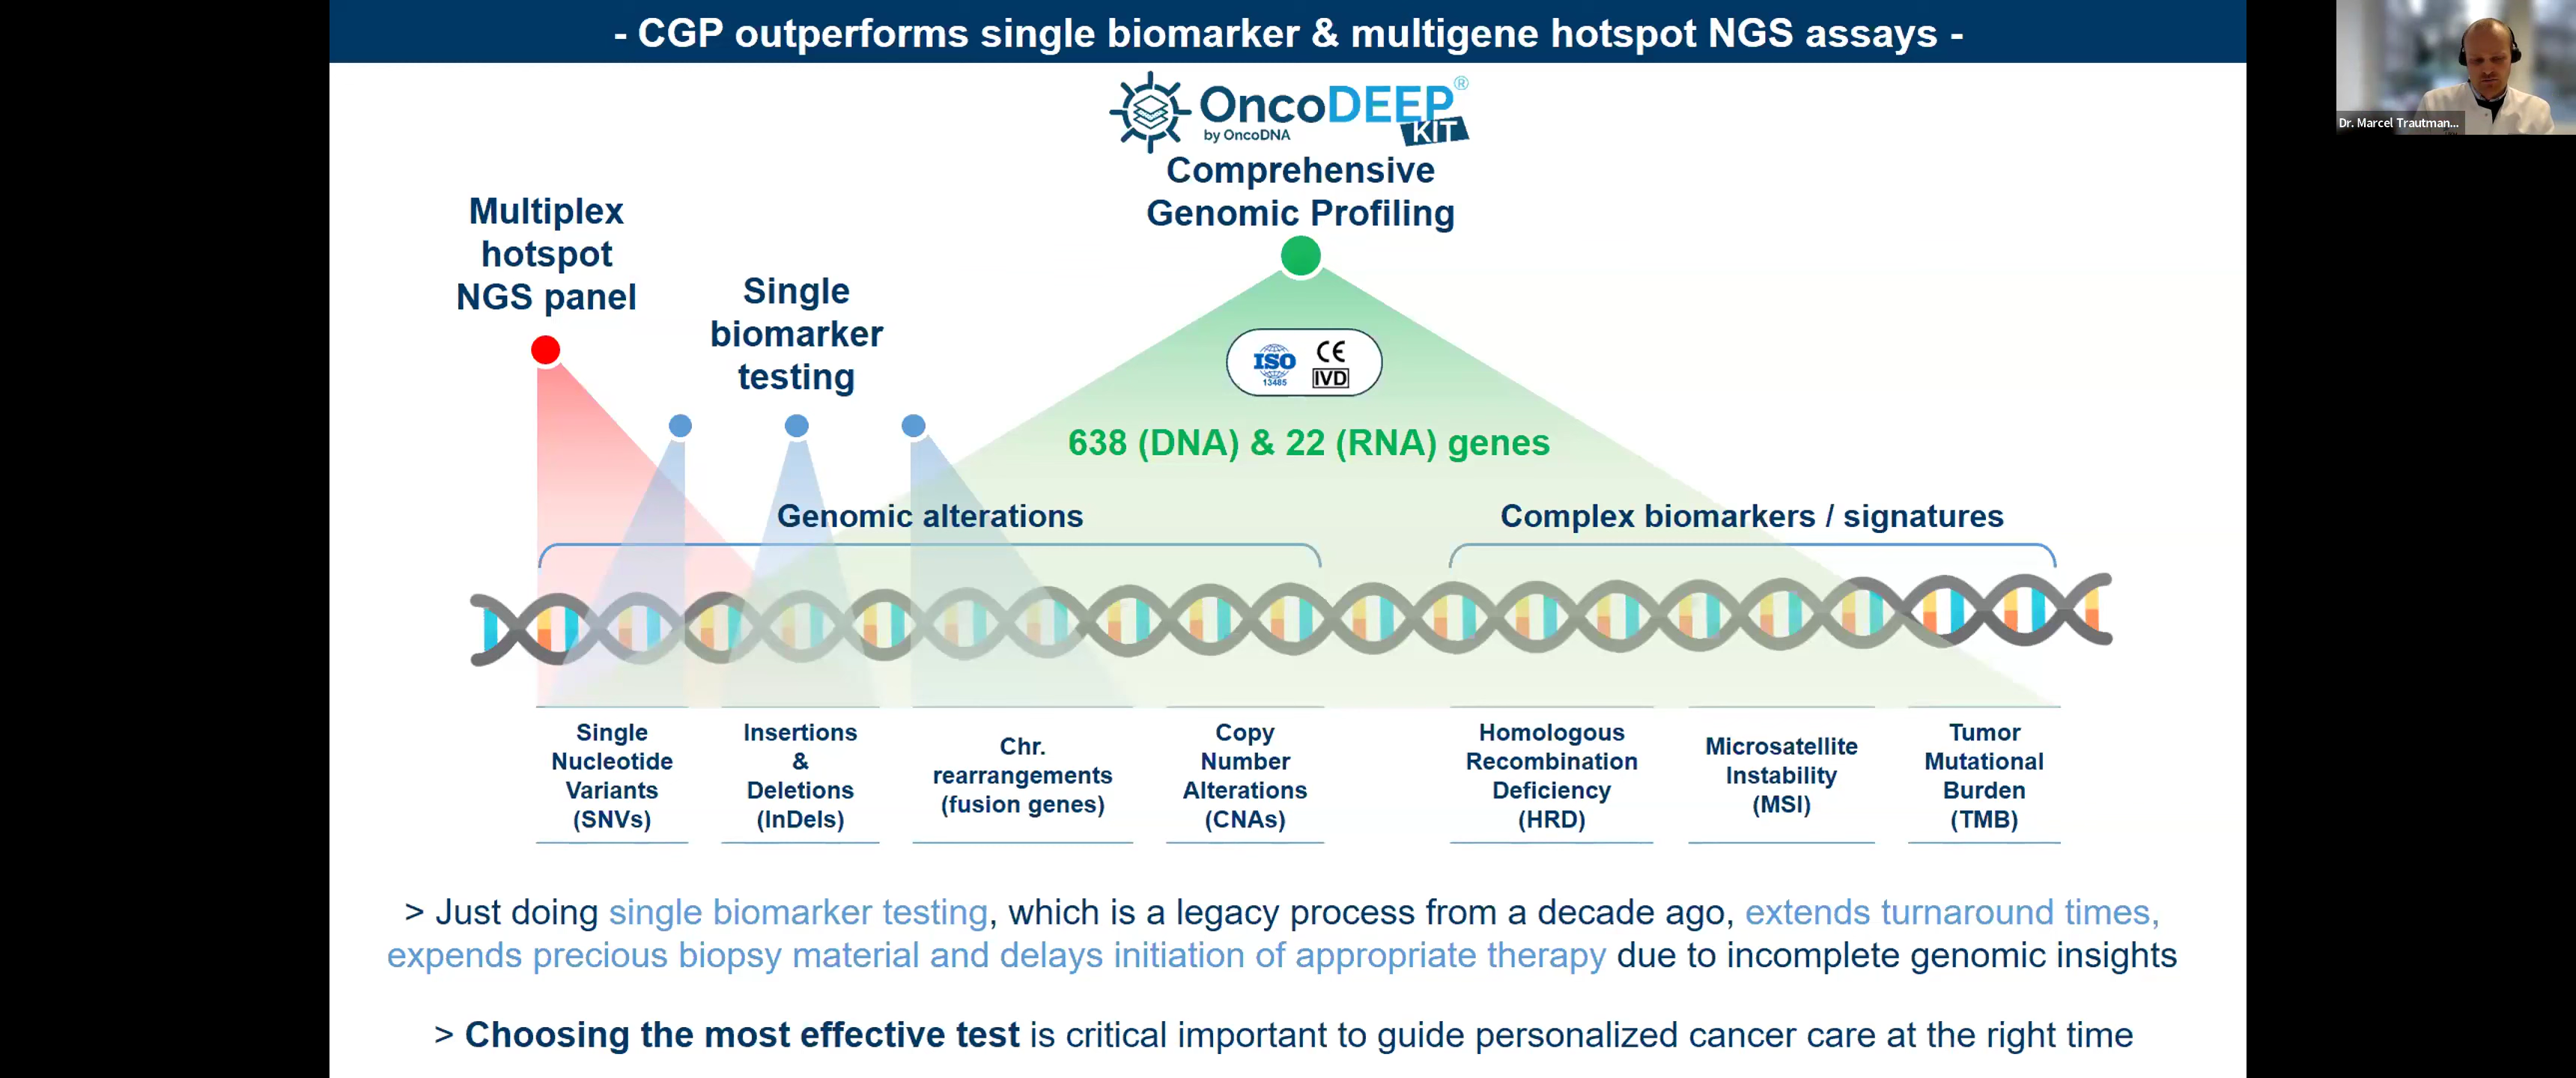 - CGP outperforms single biomarker & multigene hotspot NGS assays -
Dr. Marcel Trautman...
OncoDEEP®
KIT
by OncoDNA
Comprehensive
Genomic Profiling
Multiplex
hotspot
NGS panel
Single
biomarker
testing
ISO
13485
CE
IVD
638 (DNA) & 22 (RNA) genes
Genomic alterations
Complex biomarkers / signatures
Single
Nucleotide
Variants
(SNVs)
Insertions
&
Deletions
(InDels)
Chr.
rearrangements
(fusion genes)
Copy
Number
Alterations
(CNAs)
Homologous
Recombination
Deficiency
(HRD)
Microsatellite
Instability
(MSI)
Tumor
Mutational
Burden
(TMB)
> Just doing single biomarker testing, which is a legacy process from a decade ago, extends turnaround times,
expends precious biopsy material and delays initiation of appropriate therapy due to incomplete genomic insights
> Choosing the most effective test is critical important to guide personalized cancer care at the right time